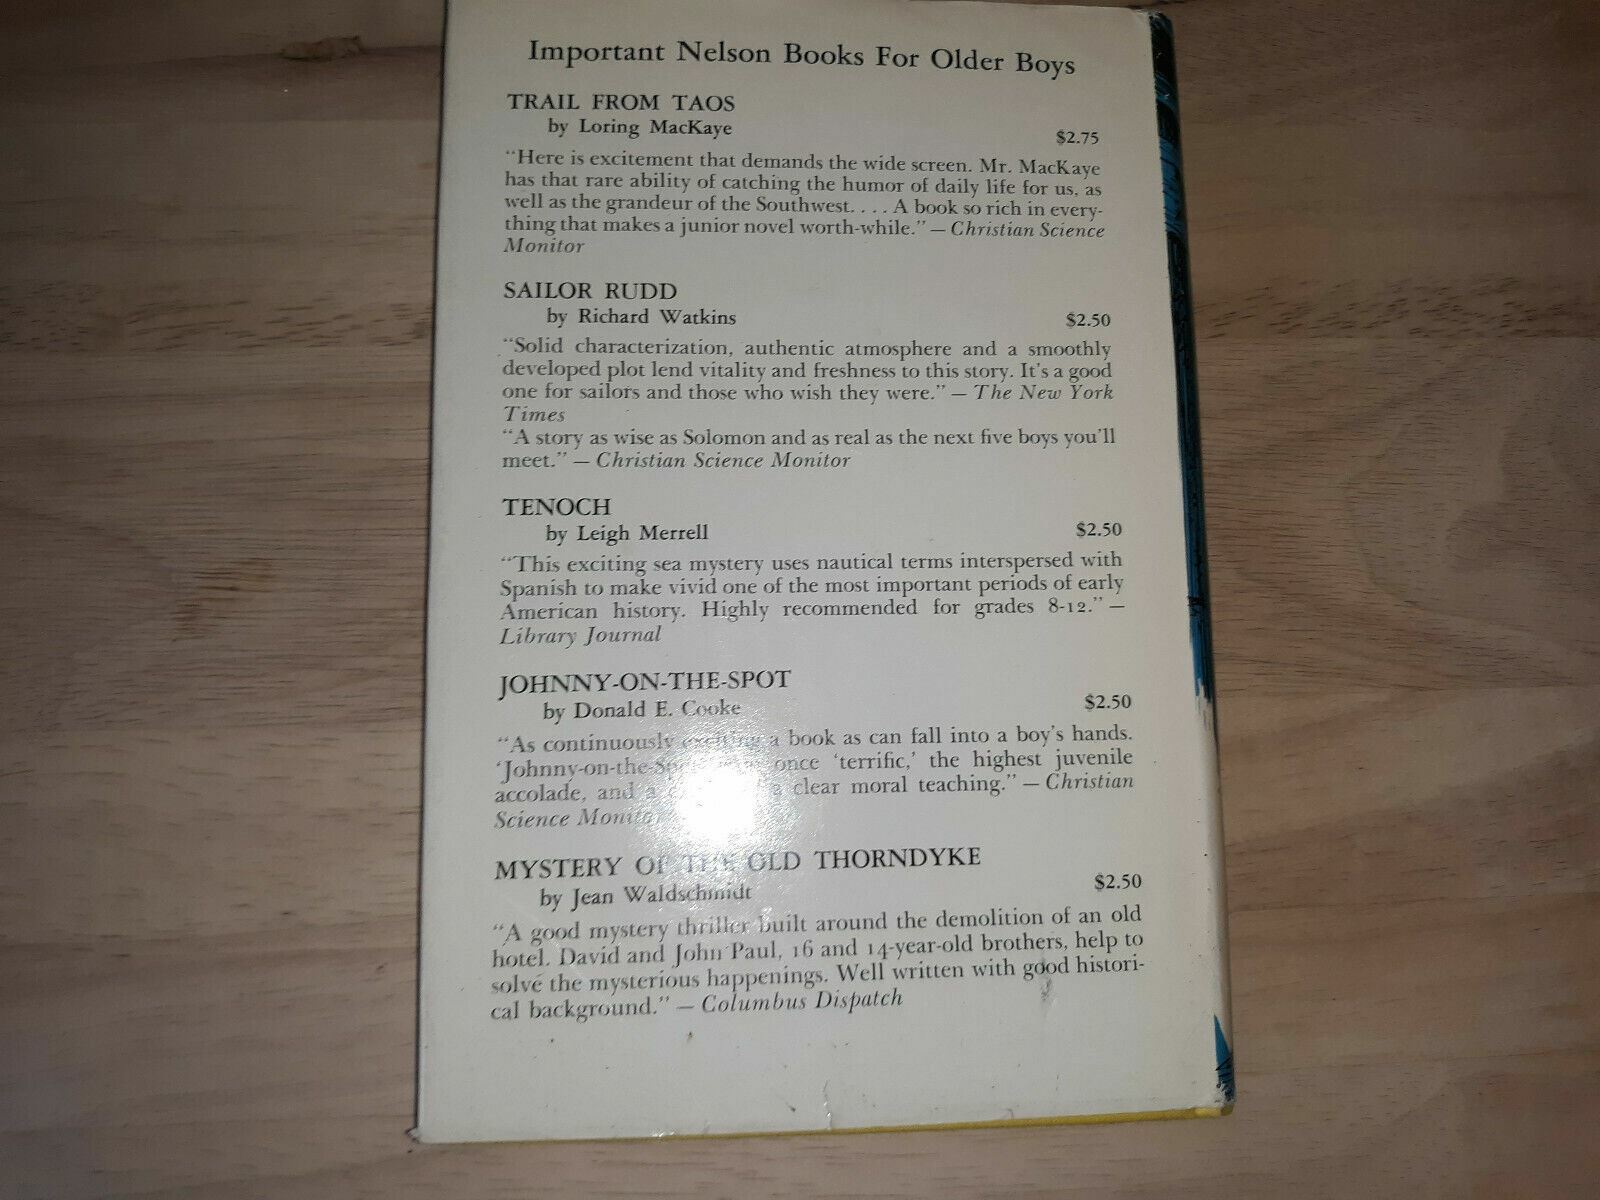 Important Nelson Books For Older Boys
TRAIL FROM TAOS
by Loring MacKaye
$2.75
"Here is excitement that demands the wide screen. Mr. MacKaye
has that rare ability of catching the humor of daily life for us, as
well as the grandeur of the Southwest. . . . A book so rich in every-
thing that makes a junior novel worth-while." — Christian Science
Monitor
SAILOR RUDD
by Richard Watkins
$2.50
"Solid characterization, authentic atmosphere and a smoothly
developed plot lend vitality and freshness to this story. It's a good
one for sailors and those who wish they were." — The New York
Times
"A story as wise as Solomon and as real as the next five boys you'll
meet." — Christian Science Monitor
TENOCH
by Leigh Merrell
$2.50
"This exciting sea mystery uses nautical terms interspersed with
Spanish to make vivid one of the most important periods of early
American history. Highly recommended for grades 8-12." —
Library Journal
JOHNNY-ON-THE-SPOT
by Donald E. Cooke
$2.50
"As continuously exciting a book as can fall into a boy's hands.
'Johnny-on-the-Spot' once 'terrific,' the highest juvenile
accolade, and a clear moral teaching." — Christian
Science Monitor
MYSTERY OF THE OLD THORNDYKE
by Jean Waldschmidt
$2.50
"A good mystery thriller built around the demolition of an old
hotel. David and John Paul, 16 and 14-year-old brothers, help to
solve the mysterious happenings. Well written with good histori-
cal background." — Columbus Dispatch